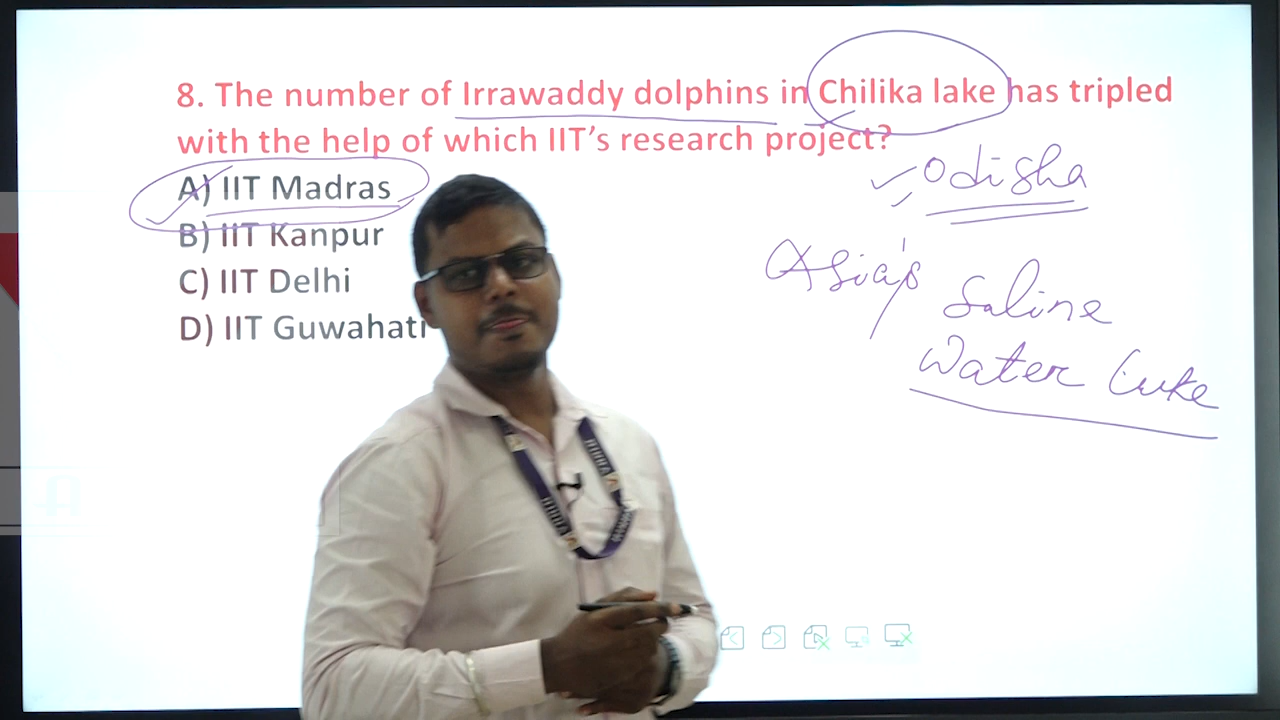 8. The number of Irrawaddy dolphins in Chilika lake has tripled
with the help of which IIT's research project?
A) IIT Madras
B) IIT Kanpur
C) IIT Delhi
D) IIT Guwahati
Odisha
Asia's
Saline
Water Lake